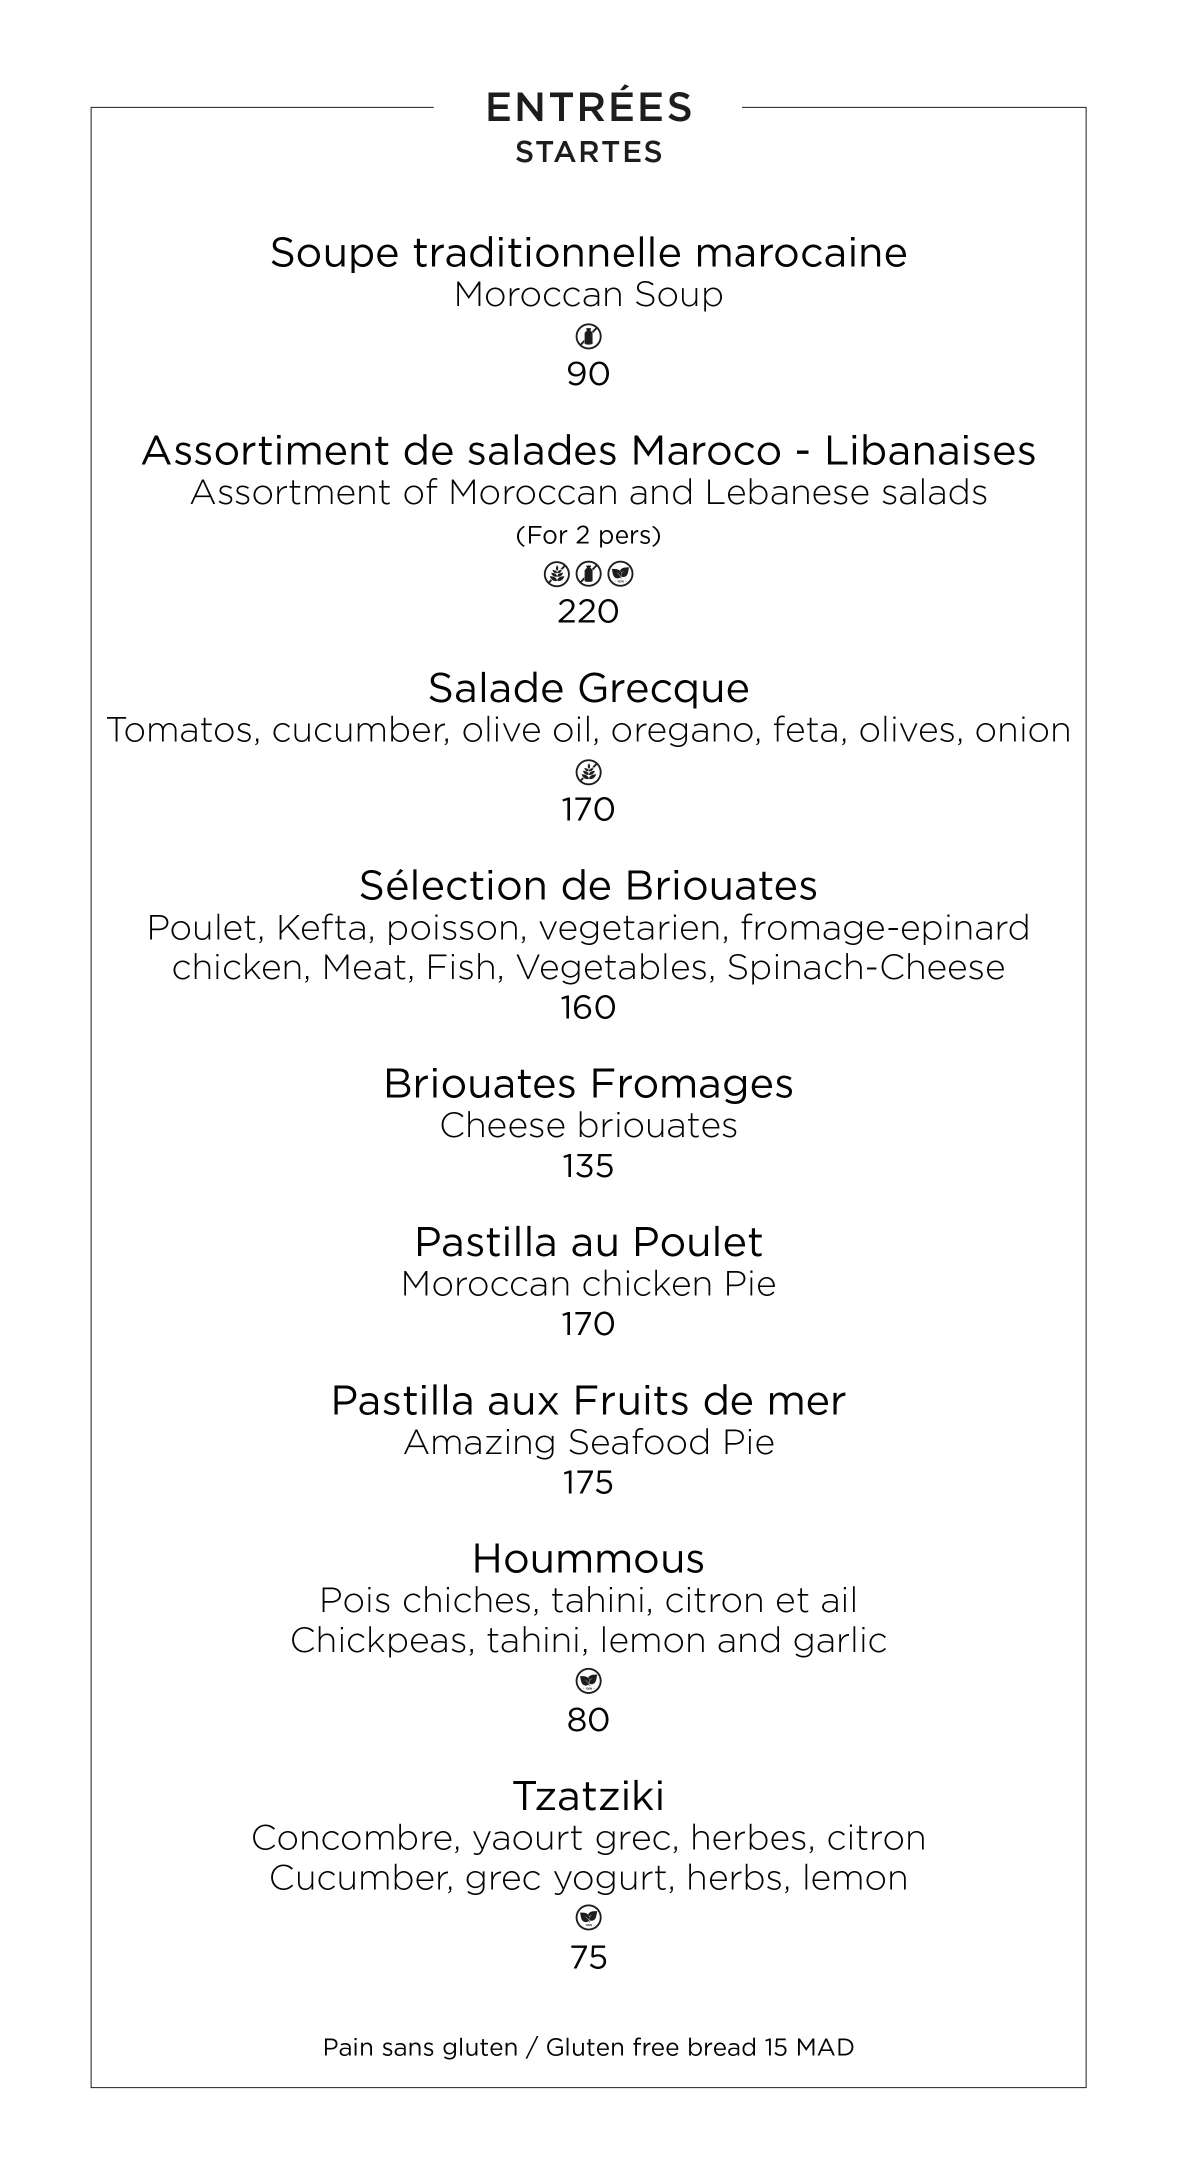 ENTRÉES
STARTES
Soupe traditionnelle marocaine
Moroccan Soup
90
Assortiment de salades Maroco - Libanaises
Assortment of Moroccan and Lebanese salads
(For 2 pers)
220
Salade Grecque
Tomatos, cucumber, olive oil, oregano, feta, olives, onion
170
Sélection de Briouates
Poulet, Kefta, poisson, vegetarien, fromage-epinard
chicken, Meat, Fish, Vegetables, Spinach-Cheese
160
Briouates Fromages
Cheese briouates
135
Pastilla au Poulet
Moroccan chicken Pie
170
Pastilla aux Fruits de mer
Amazing Seafood Pie
175
Hoummous
Pois chiches, tahini, citron et ail
Chickpeas, tahini, lemon and garlic
80
Tzatziki
Concombre, yaourt grec, herbes, citron
Cucumber, grec yogurt, herbs, lemon
75
Pain sans gluten / Gluten free bread 15 MAD